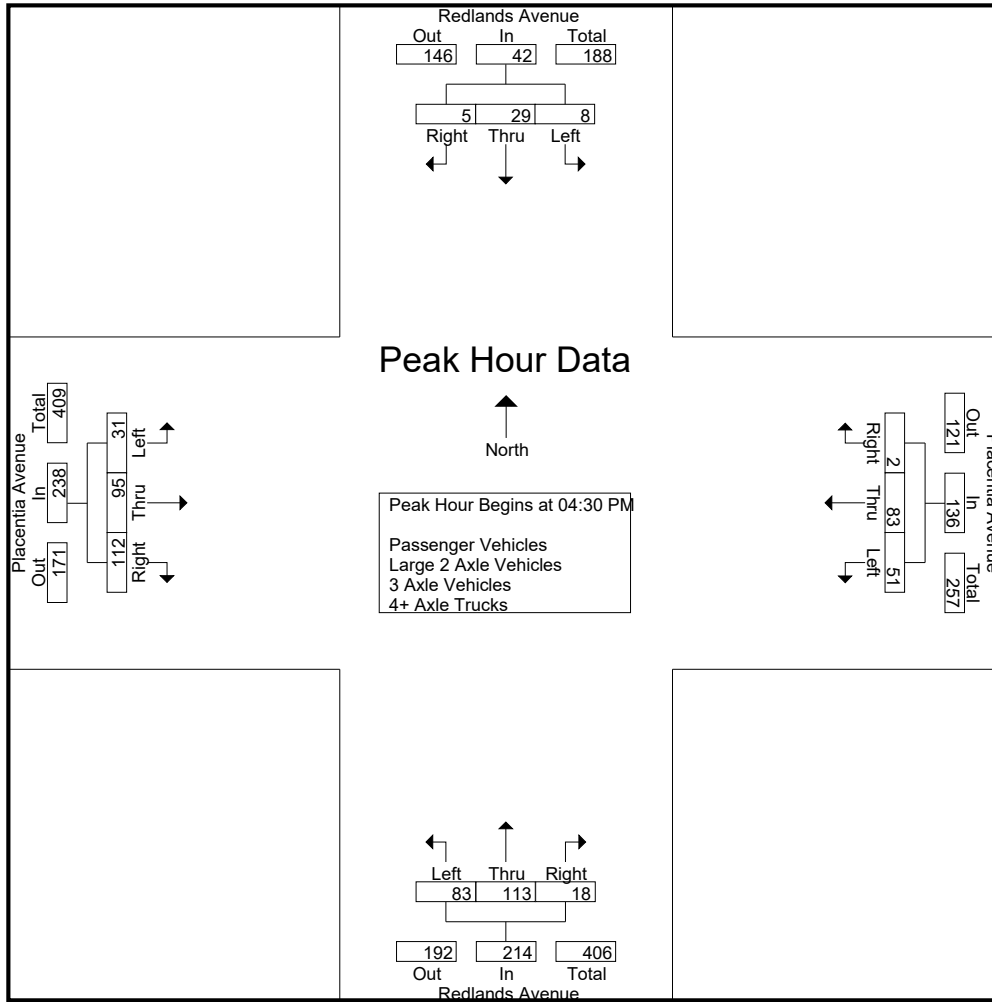 Redlands Avenue
Out In Total
146 42 188
5 29 8
Right Thru Left
Peak Hour Data
North
Peak Hour Begins at 04:30 PM
Passenger Vehicles
Large 2 Axle Vehicles
3 Axle Vehicles
4+ Axle Trucks
Placentia Avenue
Out In Total
171 238 409
112 95 31
Right Thru Left
Placentia Avenue
Out In Total
121 136 257
2 83 51
Right Thru Left
Left Thru Right
83 113 18
192 214 406
Out In Total
Redlands Avenue